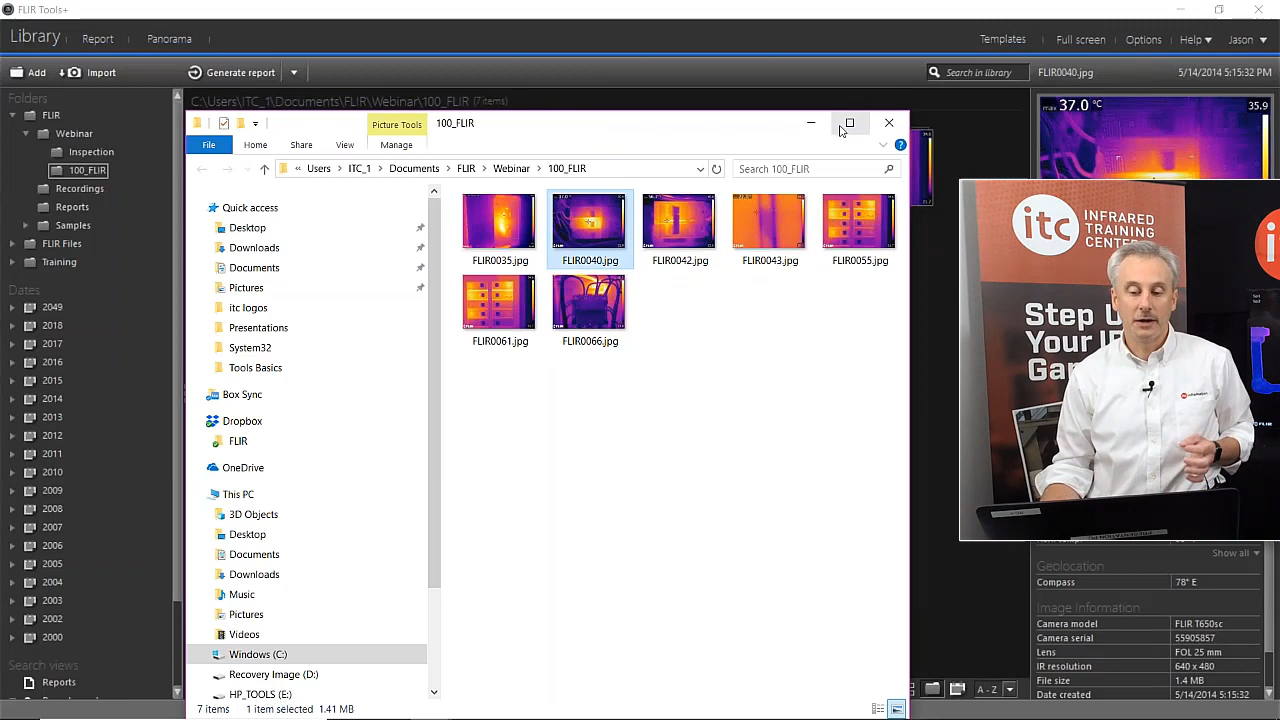 FLIR Tools+
Library Report Panorama Templates Full screen Options Help Jason
Add Import Generate report Search in library FLIR0040.jpg 5/14/2014 5:15:32 PM
Folders
FLIR
Webinar
Inspection
100_FLIR
Recordings
Reports
Samples
FLIR Files
Training
Dates
2049
2018
2017
2016
2015
2014
2013
2012
2011
2010
2009
2008
2007
2006
2005
2004
2003
2002
2000
Search views
Reports
C:\Users\ITC_1\Documents\FLIR\Webinar\100_FLIR (7 items)
Picture Tools 100_FLIR
File Home Share View Manage
« Users > ITC_1 > Documents > FLIR > Webinar > 100_FLIR
Search 100_FLIR
Quick access
Desktop
Downloads
Documents
Pictures
itc logos
Presentations
System32
Tools Basics
Box Sync
Dropbox
FLIR
OneDrive
This PC
3D Objects
Desktop
Documents
Downloads
Music
Pictures
Videos
Windows (C:)
Recovery Image (D:)
HP_TOOLS (E:)
FLIR0035.jpg FLIR0040.jpg FLIR0042.jpg FLIR0043.jpg FLIR0055.jpg
FLIR0061.jpg FLIR0066.jpg
7 items 1 item selected 1.41 MB
A - Z
max 37.0 °C 35.9
itc INFRARED
TRAINING
CENTER
Step U
Your IR
Ga
FLIR
Show all
Geolocation
Compass 78° E
Image Information
Camera model FLIR T650sc
Camera serial 55905857
Lens FOL 25 mm
IR resolution 640 x 480
File size 1.4 MB
Date created 5/14/2014 5:15:32